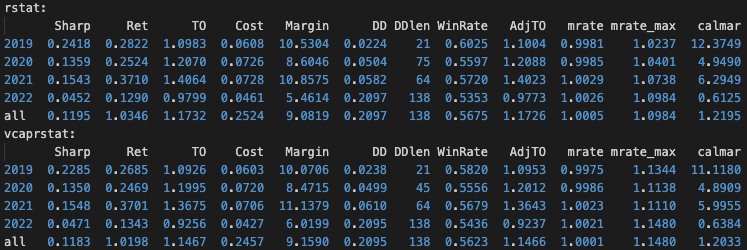 rstat:
Sharp Ret TO Cost Margin DD DDlen WinRate AdjTO mrate mrate_max calmar
2019 0.2418 0.2822 1.0983 0.0608 10.5304 0.0224 21 0.6025 1.1004 0.9981 1.0237 12.3749
2020 0.1359 0.2524 1.2070 0.0726 8.6046 0.0504 75 0.5597 1.2088 0.9985 1.0401 4.9490
2021 0.1543 0.3710 1.4064 0.0728 10.8575 0.0582 64 0.5720 1.4023 1.0029 1.0738 6.2949
2022 0.0452 0.1290 0.9799 0.0461 5.4614 0.2097 138 0.5353 0.9773 1.0026 1.0984 0.6125
all 0.1195 1.0346 1.1732 0.2524 9.0819 0.2097 138 0.5675 1.1726 1.0005 1.0984 1.2195
vcaprstat:
Sharp Ret TO Cost Margin DD DDlen WinRate AdjTO mrate mrate_max calmar
2019 0.2285 0.2685 1.0926 0.0603 10.0706 0.0238 21 0.5820 1.0953 0.9975 1.1344 11.1180
2020 0.1350 0.2469 1.1995 0.0720 8.4715 0.0499 45 0.5556 1.2012 0.9986 1.1138 4.8909
2021 0.1548 0.3701 1.3675 0.0706 11.1379 0.0610 64 0.5679 1.3643 1.0023 1.1110 5.9955
2022 0.0471 0.1343 0.9256 0.0427 6.0199 0.2095 138 0.5436 0.9237 1.0021 1.1480 0.6384
all 0.1183 1.0198 1.1467 0.2457 9.1590 0.2095 138 0.5623 1.1466 1.0001 1.1480 1.2033